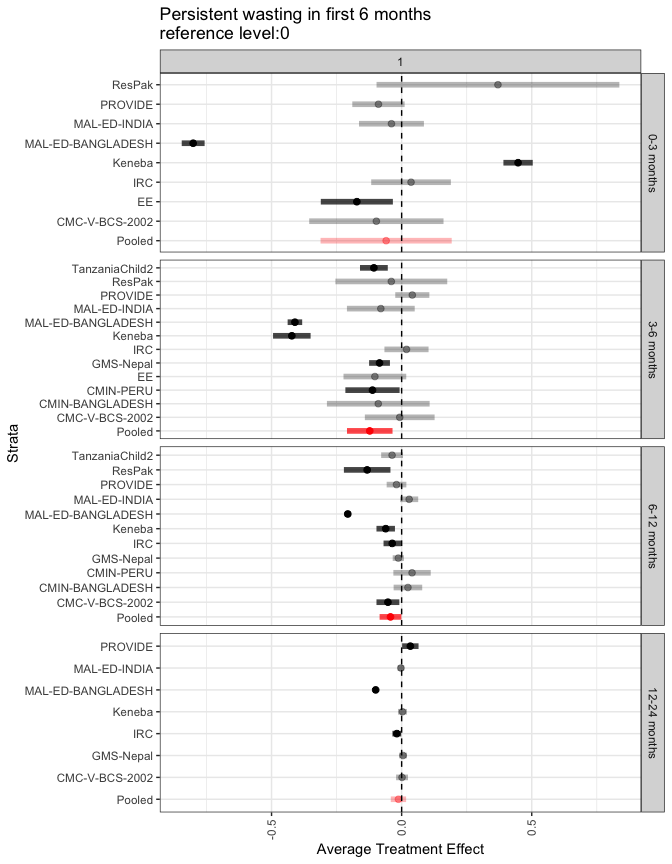 Persistent wasting in first 6 months
reference level:0
1
ResPak
PROVIDE
MAL-ED-INDIA
MAL-ED-BANGLADESH
Keneba
IRC
EE
CMC-V-BCS-2002
Pooled
0-3 months
TanzaniaChild2
ResPak
PROVIDE
MAL-ED-INDIA
MAL-ED-BANGLADESH
Keneba
IRC
GMS-Nepal
EE
CMIN-PERU
CMIN-BANGLADESH
CMC-V-BCS-2002
Pooled
3-6 months
TanzaniaChild2
ResPak
PROVIDE
MAL-ED-INDIA
MAL-ED-BANGLADESH
Keneba
IRC
GMS-Nepal
CMIN-PERU
CMIN-BANGLADESH
CMC-V-BCS-2002
Pooled
6-12 months
PROVIDE
MAL-ED-INDIA
MAL-ED-BANGLADESH
Keneba
IRC
GMS-Nepal
CMC-V-BCS-2002
Pooled
12-24 months
Strata
-0.5
0.0
0.5
Average Treatment Effect